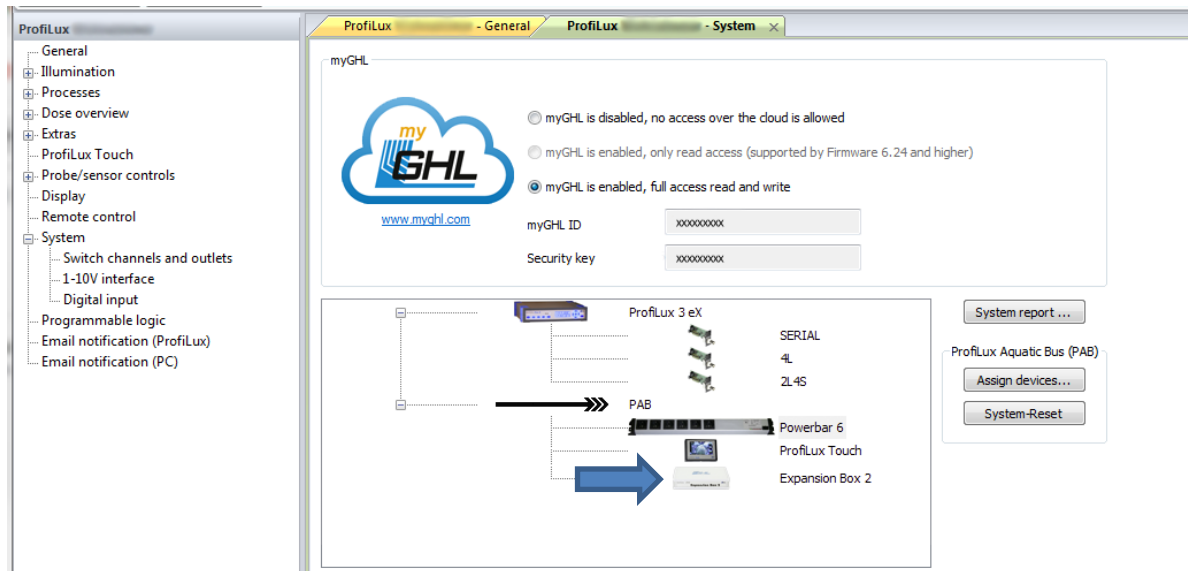 ProfiLux
General
Illumination
Processes
Dose overview
Extras
ProfiLux Touch
Probe/sensor controls
Display
Remote control
System
Switch channels and outlets
1-10V interface
Digital input
Programmable logic
Email notification (ProfiLux)
Email notification (PC)
ProfiLux - General
ProfiLux - System
myGHL
my
GHL
www.myghl.com
myGHL is disabled, no access over the cloud is allowed
myGHL is enabled, only read access (supported by Firmware 6.24 and higher)
myGHL is enabled, full access read and write
myGHL ID xxxxxxxxx
Security key xxxxxxxxx
ProfiLux 3 eX
SERIAL
4L
2L4S
PAB
Powerbar 6
ProfiLux Touch
Expansion Box 2
System report ...
ProfiLux Aquatic Bus (PAB)
Assign devices...
System-Reset